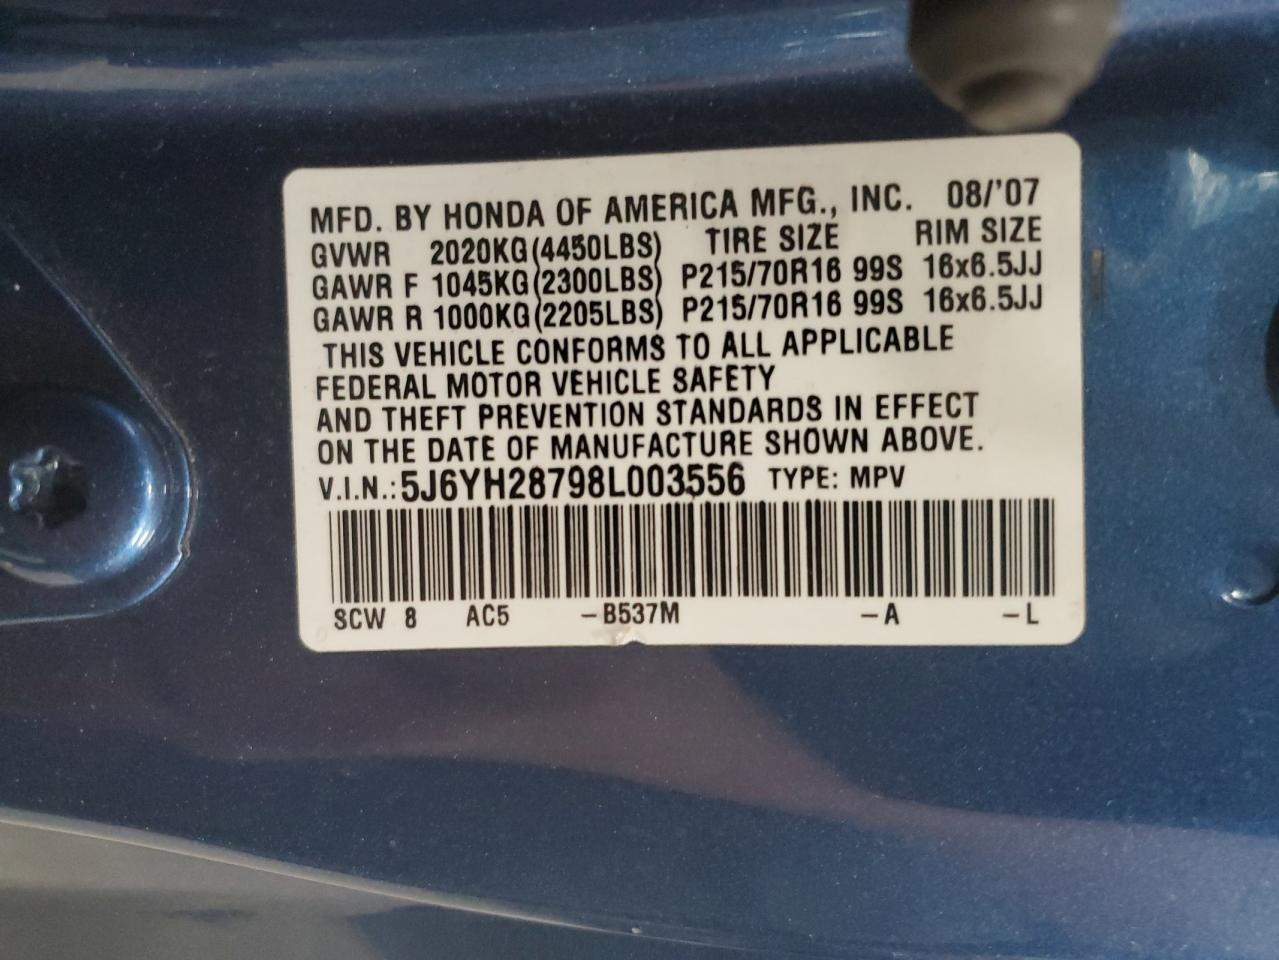 MFD. BY HONDA OF AMERICA MFG., INC. 08/'07
GVWR 2020KG(4450LBS) TIRE SIZE RIM SIZE
GAWR F 1045KG(2300LBS) P215/70R16 99S 16x6.5JJ
GAWR R 1000KG(2205LBS) P215/70R16 99S 16x6.5JJ
THIS VEHICLE CONFORMS TO ALL APPLICABLE
FEDERAL MOTOR VEHICLE SAFETY
AND THEFT PREVENTION STANDARDS IN EFFECT
ON THE DATE OF MANUFACTURE SHOWN ABOVE.
V.I.N.: 5J6YH28798L003556 TYPE: MPV
SCW 8 AC5 -B537M -A -L